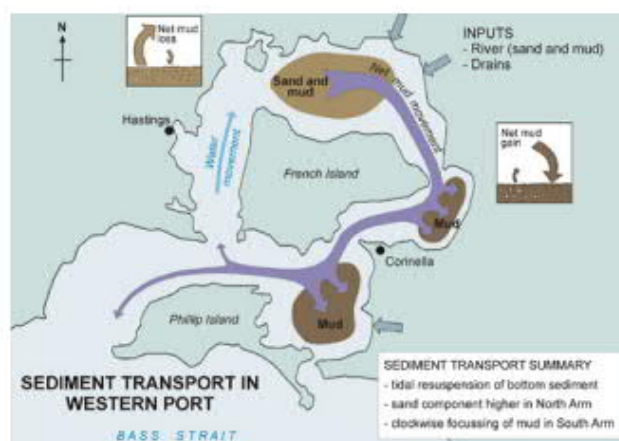 N
Net mud
loss
INPUTS
- River (sand and mud)
- Drains
Sand and
mud
Net mud movement
Hastings
Water
movement
Net mud
gain
French Island
Mud
Corinella
Phillip Island
Mud
SEDIMENT TRANSPORT IN
WESTERN PORT
BASS STRAIT
SEDIMENT TRANSPORT SUMMARY
- tidal resuspension of bottom sediment
- sand component higher in North Arm
- clockwise focussing of mud in South Arm